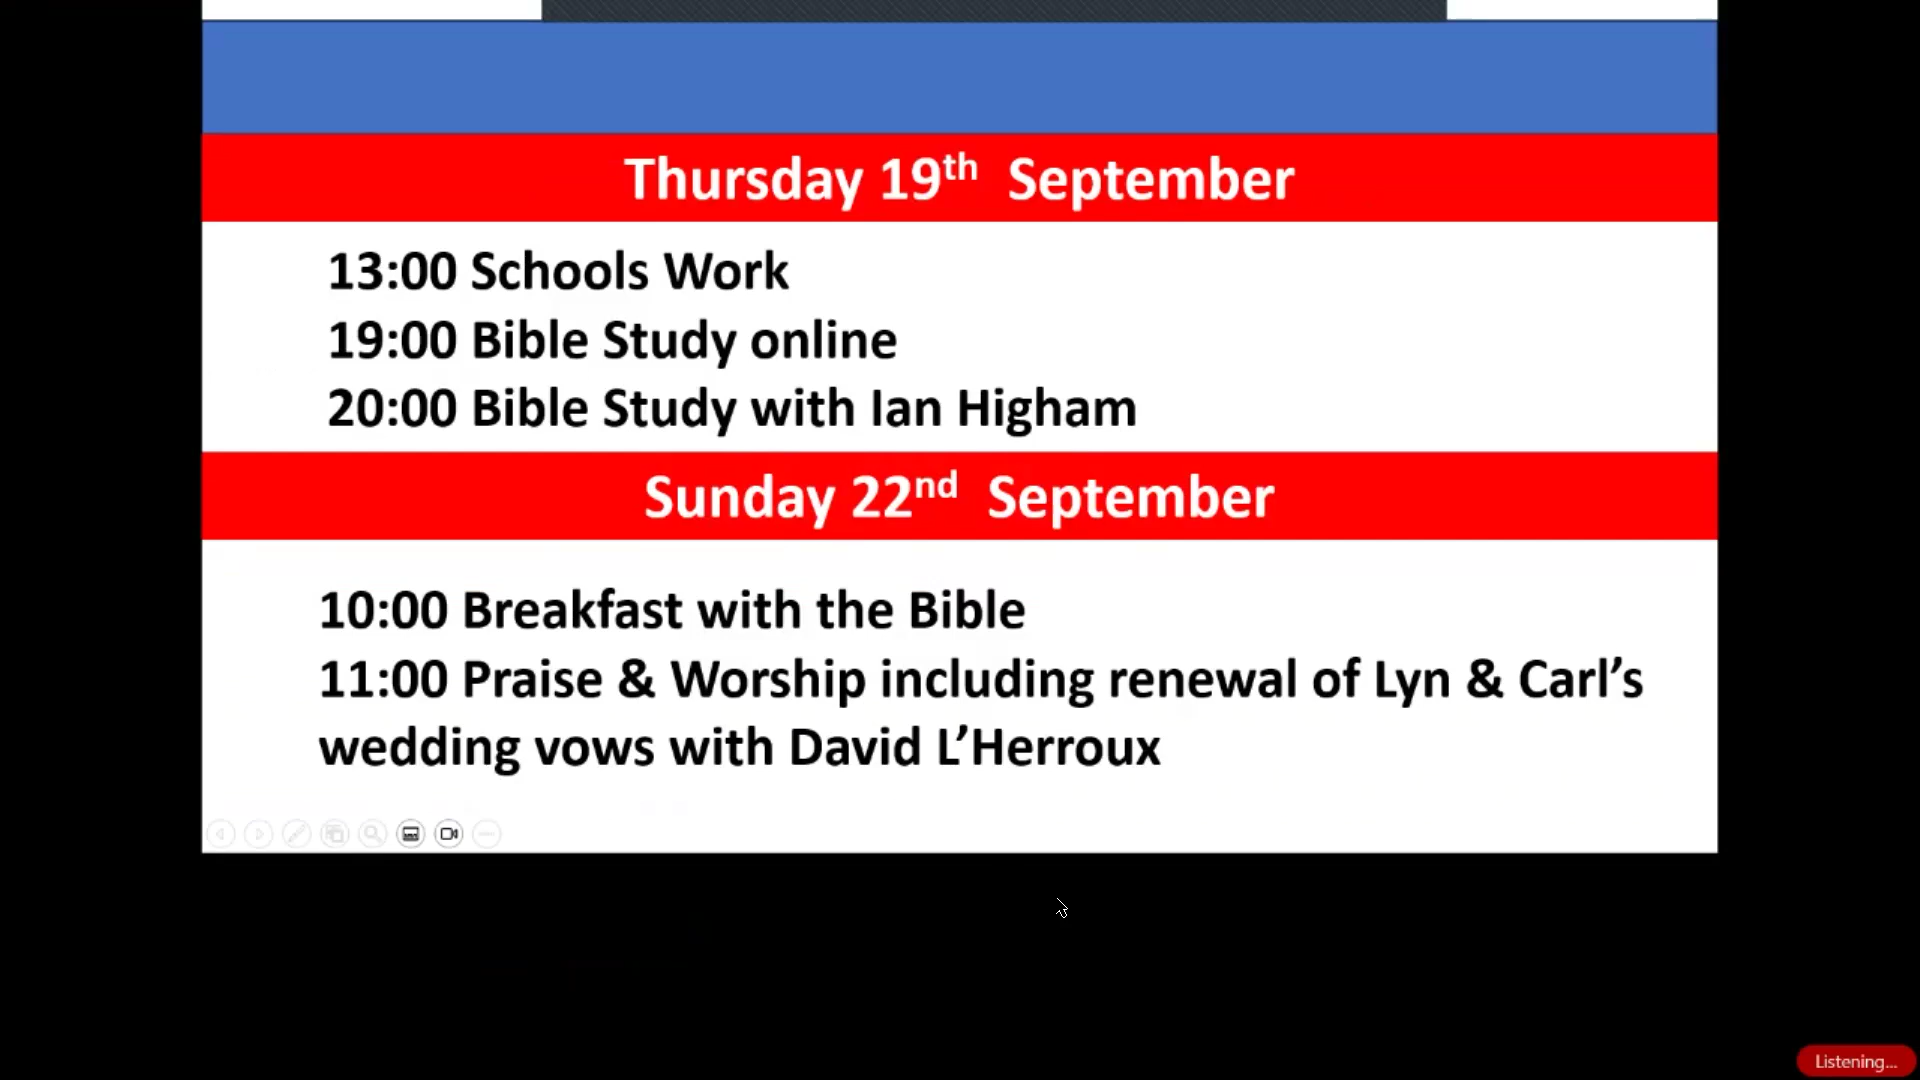 Thursday 19th September
13:00 Schools Work
19:00 Bible Study online
20:00 Bible Study with Ian Higham
Sunday 22nd September
10:00 Breakfast with the Bible
11:00 Praise & Worship including renewal of Lyn & Carl’s
wedding vows with David L’Herroux
Listening...